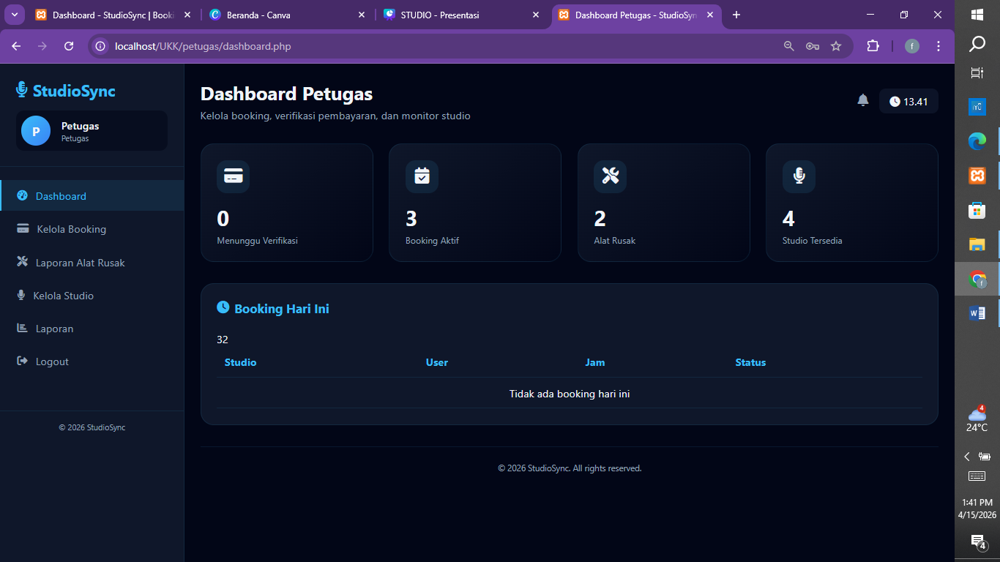 Dashboard - StudioSync | Booki
Beranda - Canva
STUDIO - Presentasi
Dashboard Petugas - StudioSyn
localhost/UKK/petugas/dashboard.php
f
StudioSync
P
Petugas
Petugas
Dashboard
Kelola Booking
Laporan Alat Rusak
Kelola Studio
Laporan
Logout
© 2026 StudioSync
Dashboard Petugas
Kelola booking, verifikasi pembayaran, dan monitor studio
13.41
0
Menunggu Verifikasi
3
Booking Aktif
2
Alat Rusak
4
Studio Tersedia
Booking Hari Ini
32
Studio User Jam Status
Tidak ada booking hari ini
© 2026 StudioSync. All rights reserved.
4
24°C
1:41 PM
4/15/2026
4